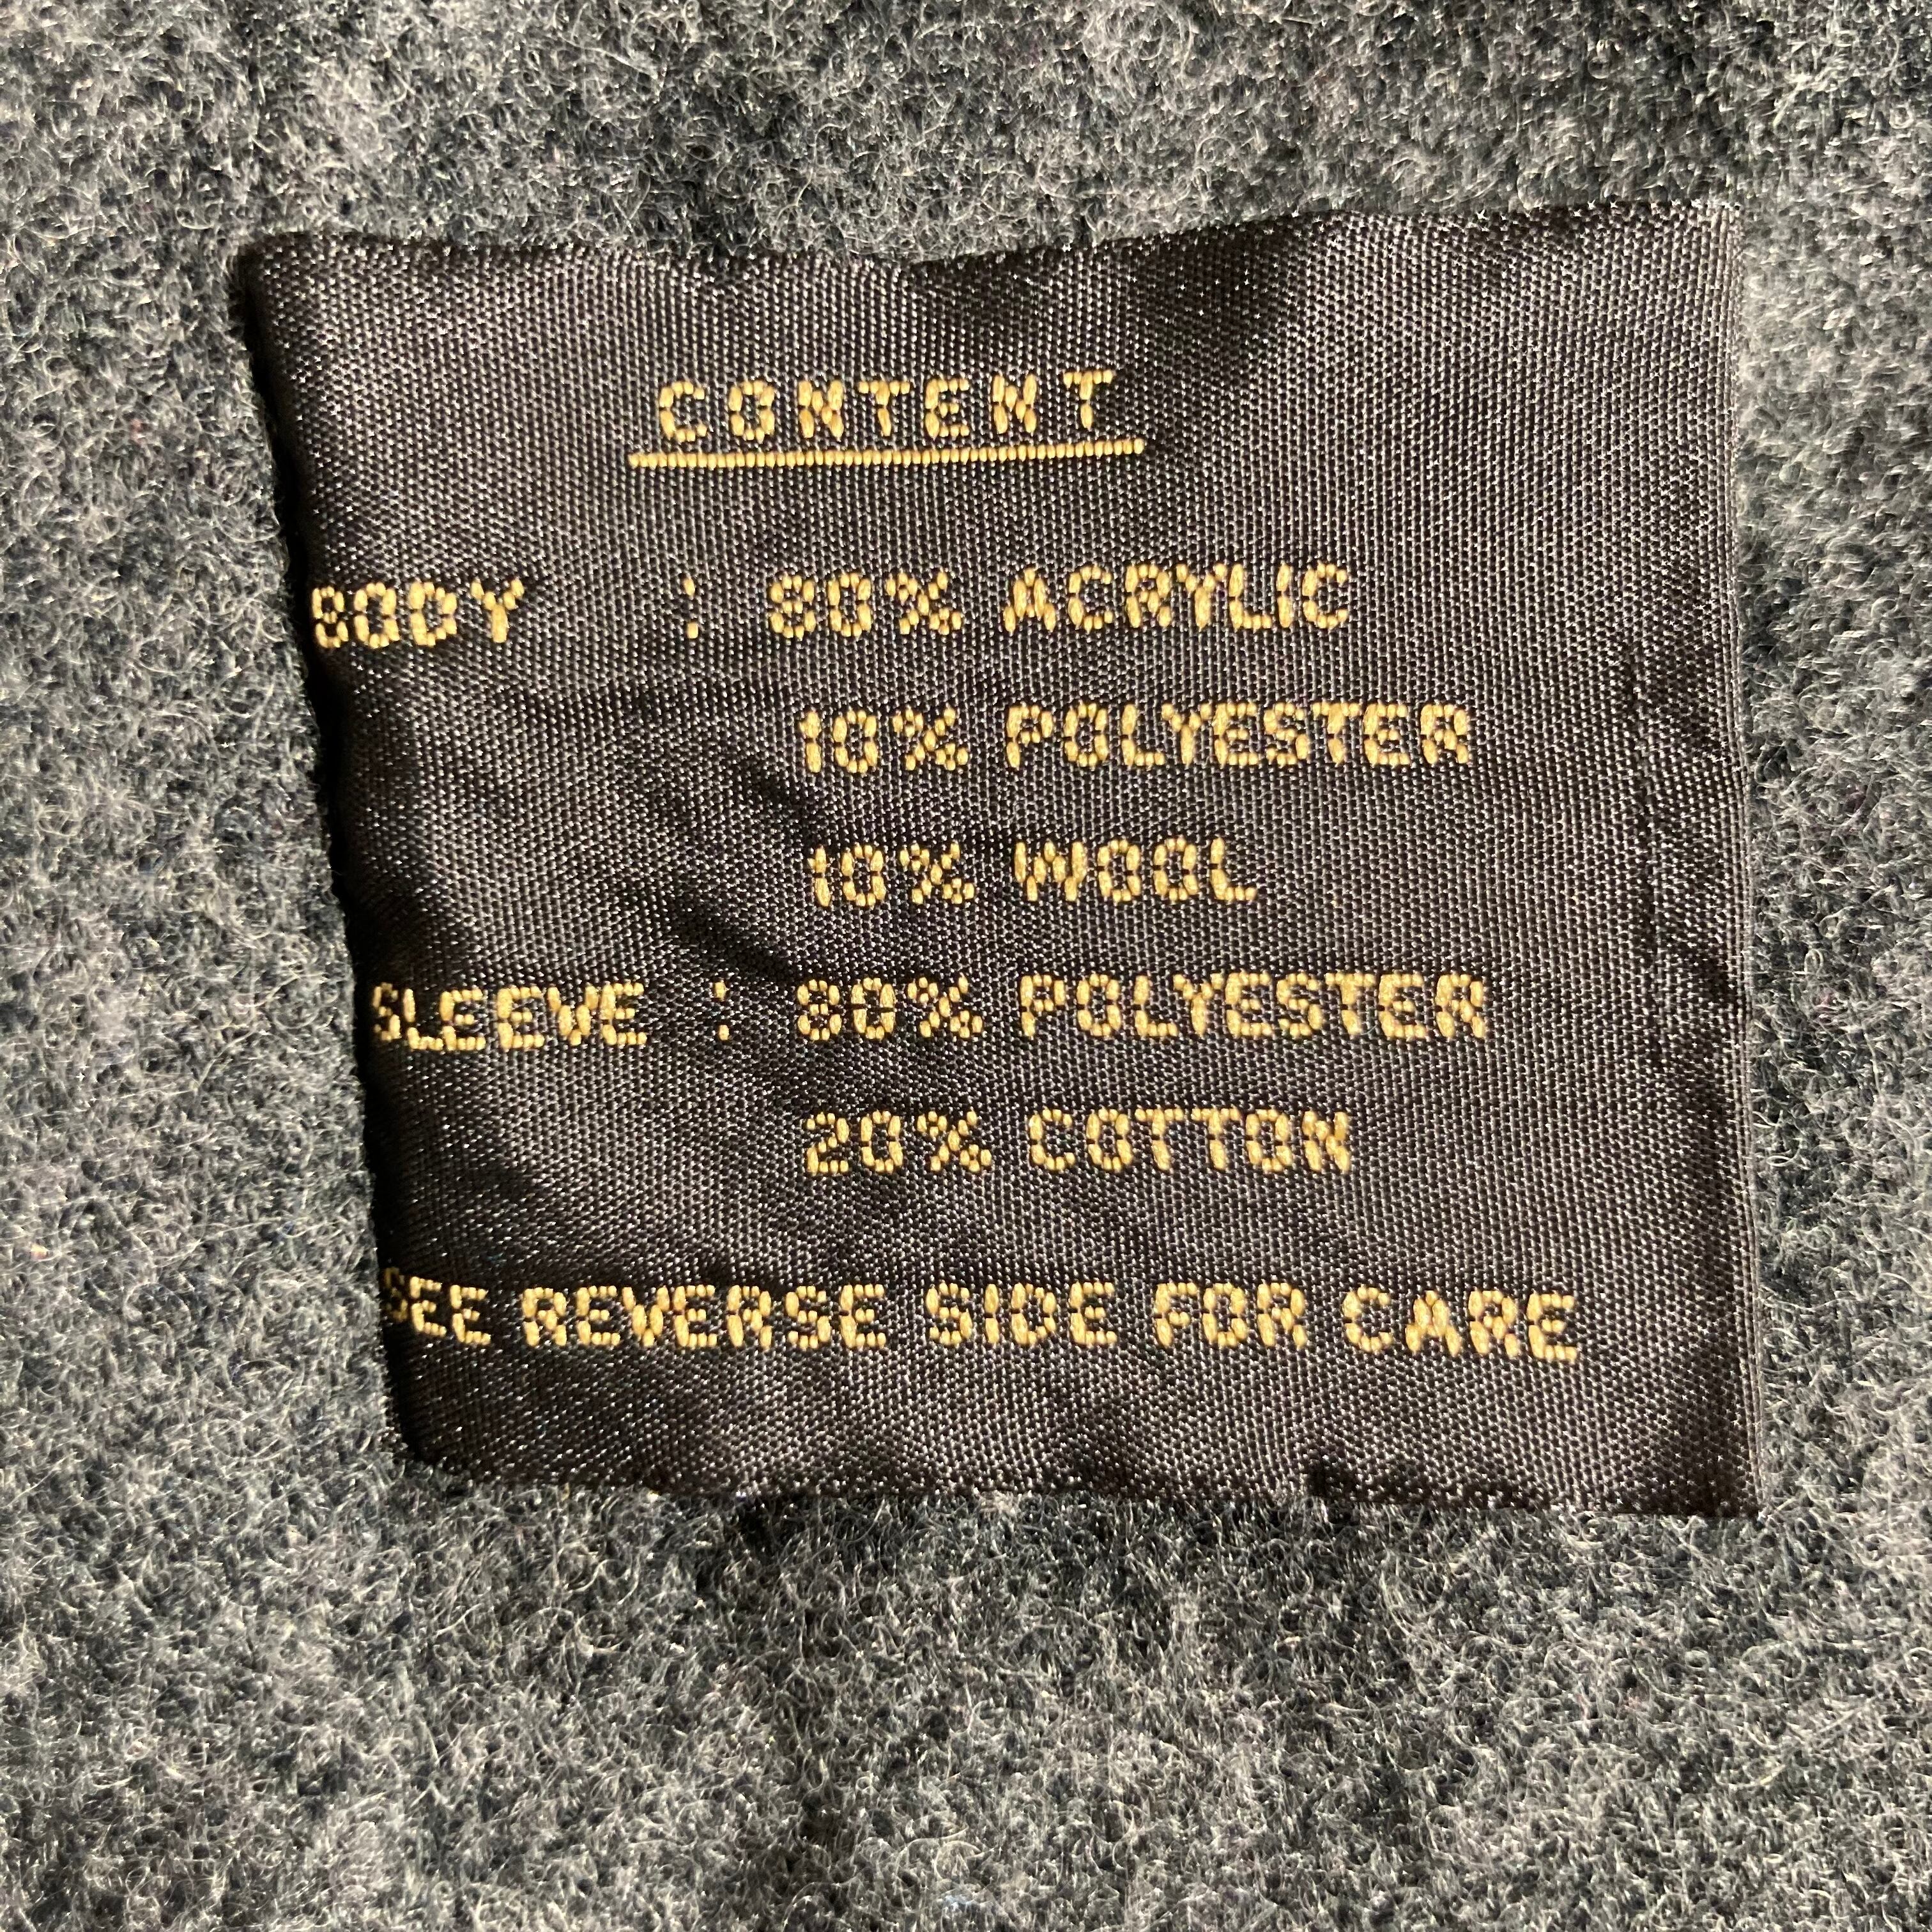 CONTENT
BODY : 80% ACRYLIC
10% POLYESTER
10% WOOL
SLEEVE : 80% POLYESTER
20% COTTON
SEE REVERSE SIDE FOR CARE